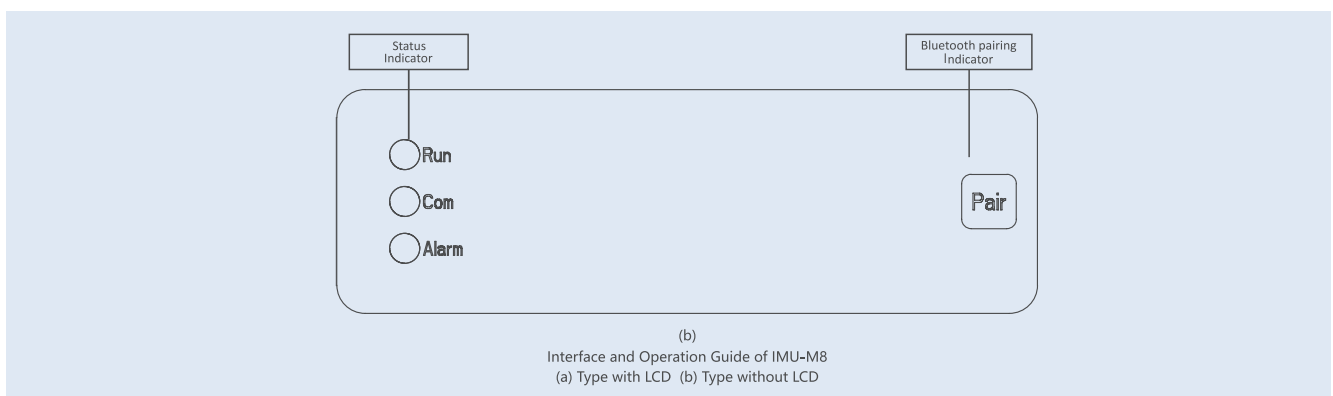 Status
Indicator
Bluetooth pairing
Indicator
Run
Com
Pair
Alarm
(b)
Interface and Operation Guide of IMU-M8
(a) Type with LCD (b) Type without LCD